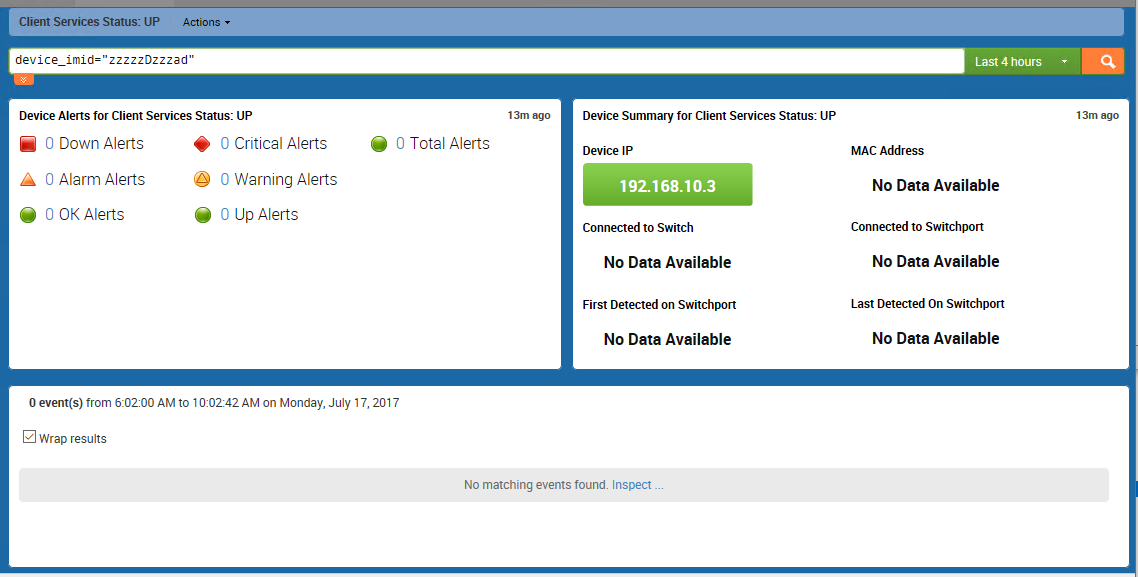 Client Services Status: UP Actions
device_imid="zzzzzDzzzad" Last 4 hours
Device Alerts for Client Services Status: UP 13m ago
0 Down Alerts 0 Critical Alerts 0 Total Alerts
0 Alarm Alerts 0 Warning Alerts
0 OK Alerts 0 Up Alerts
Device Summary for Client Services Status: UP 13m ago
Device IP MAC Address
192.168.10.3 No Data Available
Connected to Switch Connected to Switchport
No Data Available No Data Available
First Detected on Switchport Last Detected On Switchport
No Data Available No Data Available
0 event(s) from 6:02:00 AM to 10:02:42 AM on Monday, July 17, 2017
Wrap results
No matching events found. Inspect ...